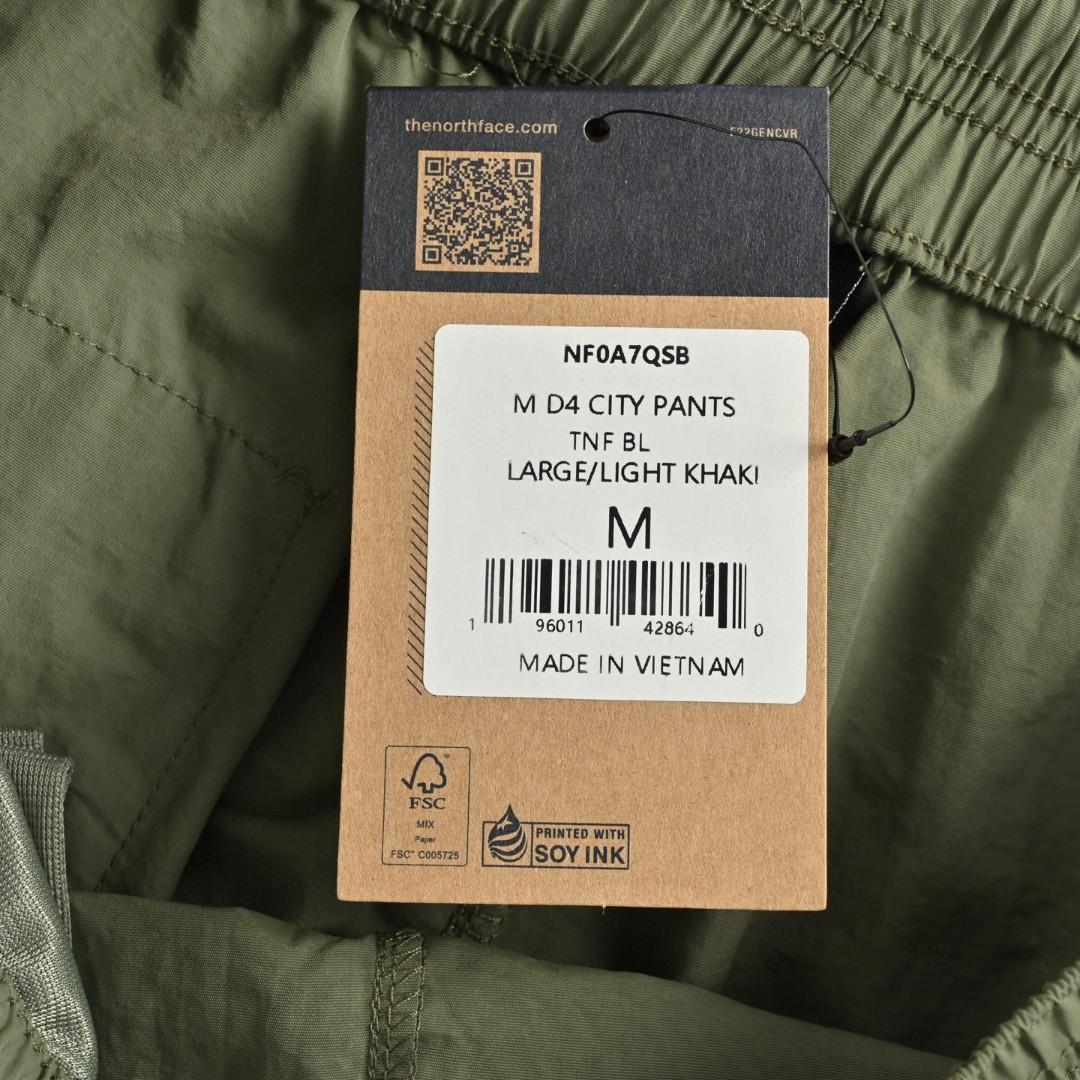 thenorthface.com
F22GENCVR
NF0A7QSB
M D4 CITY PANTS
TNF BL
LARGE/LIGHT KHAKI
M
1 96011 42864 0
MADE IN VIETNAM
FSC
MIX
Paper
FSC™ C005725
PRINTED WITH
SOY INK